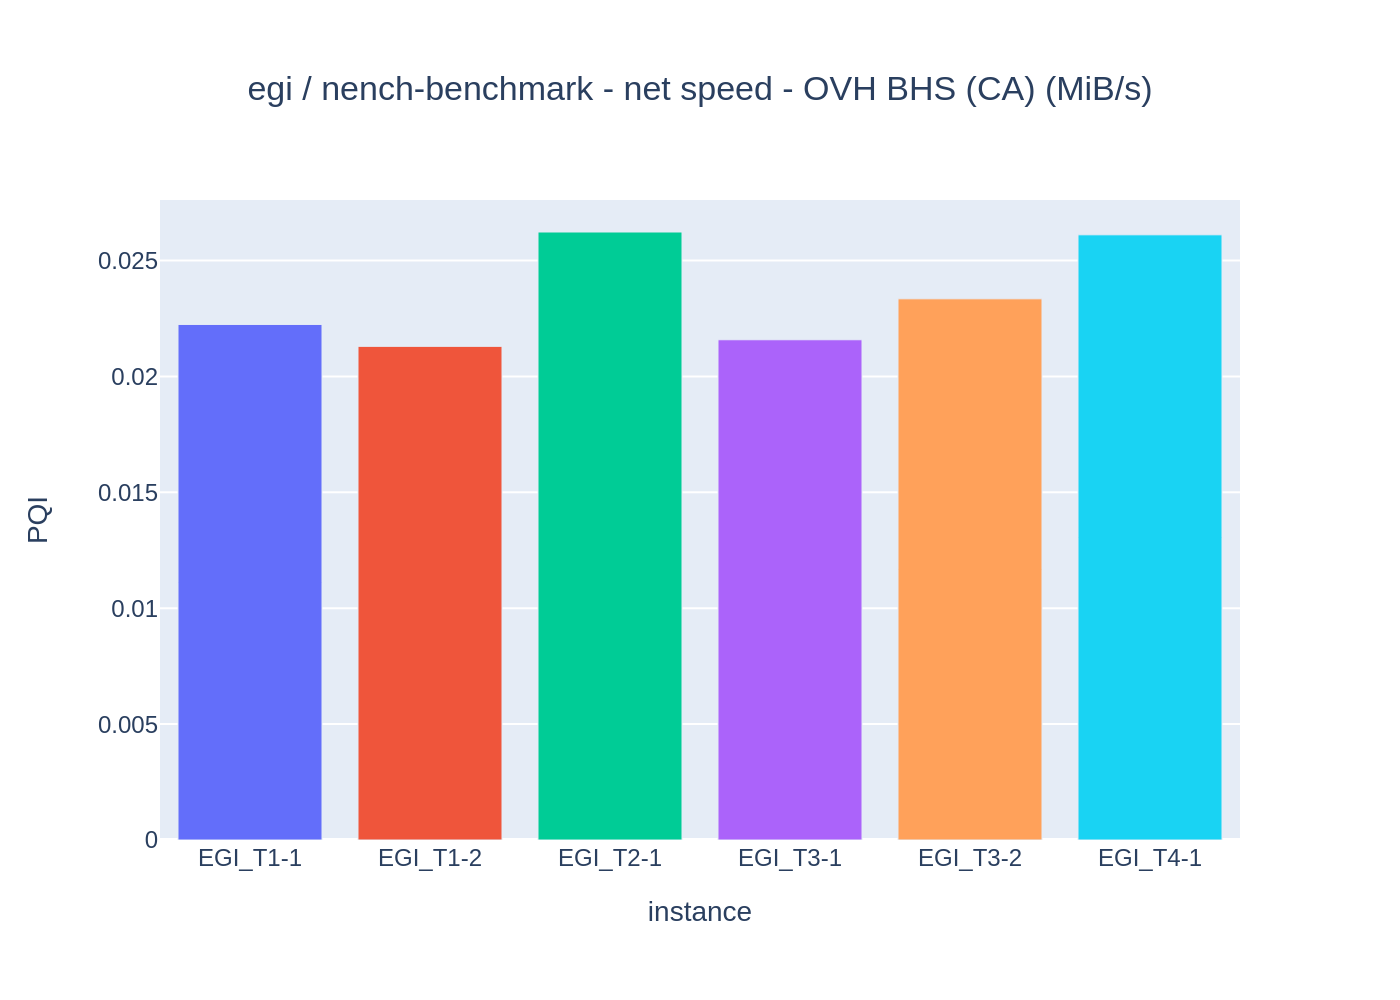 egi / nench-benchmark - net speed - OVH BHS (CA) (MiB/s)
0.025
0.02
0.015
0.01
0.005
0
PQI
EGI_T1-1
EGI_T1-2
EGI_T2-1
EGI_T3-1
EGI_T3-2
EGI_T4-1
instance